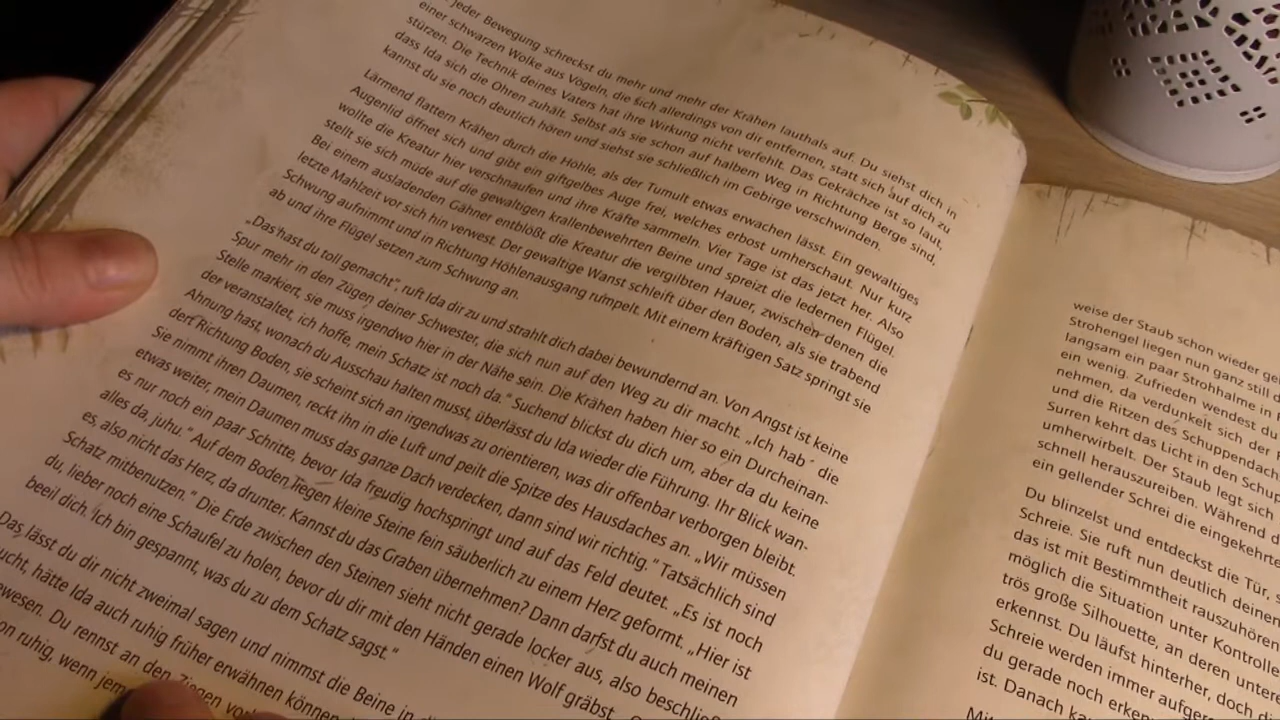 jeder Bewegung schreckst du mehr und mehr der Krähen lauthals auf. Du siehst dich in
einer schwarzen Wolke aus Vögeln, die sich allerdings von dir entfernen, statt sich auf dich zu
stürzen. Die Technik deines Vaters hat ihre Wirkung nicht verfehlt. Das Gekrächze ist so laut,
dass Ida sich die Ohren zuhält. Selbst als sie schon auf halbem Weg in Richtung Berge sind,
kannst du sie noch deutlich hören und siehst sie schließlich im Gebirge verschwinden.
Lärmend flattern Krähen durch die Höhle, als der Tumult etwas erwachen lässt. Ein gewaltiges
Augenlid öffnet sich und gibt ein giftgelbes Auge frei, welches erbost umherschaut. Nur kurz
wollte die Kreatur hier verschnaufen und ihre Kräfte sammeln. Vier Tage ist das jetzt her. Also
stellt sie sich müde auf die gewaltigen krallenbewehrten Beine und spreizt die ledernen Flügel.
Bei einem ausladenden Gähner entblößt die Kreatur die vergilbten Hauer, zwischen denen die
letzte Mahlzeit vor sich hin verwest. Der gewaltige Wanst schleift über den Boden, als sie trabend
Schwung aufnimmt und in Richtung Höhlenausgang rumpelt. Mit einem kräftigen Satz springt sie
ab und ihre Flügel setzen zum Schwung an.
„Das hast du toll gemacht“, ruft Ida dir zu und strahlt dich dabei bewundernd an. Von Angst ist keine
Spur mehr in den Zügen deiner Schwester, die sich nun auf den Weg zu dir macht. „Ich hab' die
Stelle markiert, sie muss irgendwo hier in der Nähe sein. Die Krähen haben hier so ein Durcheinan-
der veranstaltet, ich hoffe, mein Schatz ist noch da.“ Suchend blickst du dich um, aber da du keine
Ahnung hast, wonach du Ausschau halten musst, überlässt du Ida wieder die Führung. Ihr Blick wan-
dert Richtung Boden, sie scheint sich an irgendwas zu orientieren, was dir offenbar verborgen bleibt.
Sie nimmt ihren Daumen, reckt ihn in die Luft und peilt die Spitze des Hausdaches an. „Wir müssen
etwas weiter, mein Daumen muss das ganze Dach verdecken, dann sind wir richtig.“ Tatsächlich sind
es nur noch ein paar Schritte, bevor Ida freudig hochspringt und auf das Feld deutet. „Es ist noch
alles da, juhu.“ Auf dem Boden liegen kleine Steine fein säuberlich zu einem Herz geformt. „Hier ist
es, also nicht das Herz, da drunter. Kannst du das Graben übernehmen? Dann darfst du auch meinen
Schatz mitbenutzen.“ Die Erde zwischen den Steinen sieht nicht gerade locker aus, also beschließt
du, lieber noch eine Schaufel zu holen, bevor du dir mit den Händen einen Wolf gräbst.
beeil dich. Ich bin gespannt, was du zu dem Schatz sagst.“
Das lässt du dir nicht zweimal sagen und nimmst die Beine in d
ucht, hätte Ida auch ruhig früher erwähnen können
ewesen. Du rennst an den Ziegen vor
on ruhig, wenn jem
weise der Staub schon wieder ge
Strohengel liegen nun ganz still d
langsam ein paar Strohhalme in
ein wenig. Zufrieden wendest du
nehmen, da verdunkelt sich der
und die Ritzen des Schuppendach
Surren kehrt das Licht in den Schup
umherwirbelt. Der Staub legt sich
schnell herauszureiben. Während d
ein gellender Schrei die eingekehrte
Du blinzelst und entdeckst die Tür, s
Schreie. Sie ruft nun deutlich deinen
das ist mit Bestimmtheit rauszuhören
möglich die Situation unter Kontrolle
trös große Silhouette, an deren untere
erkennst. Du läufst hinterher, doch di
Schreie werden immer aufger
du gerade noch erken
ist. Danach ka
Mit